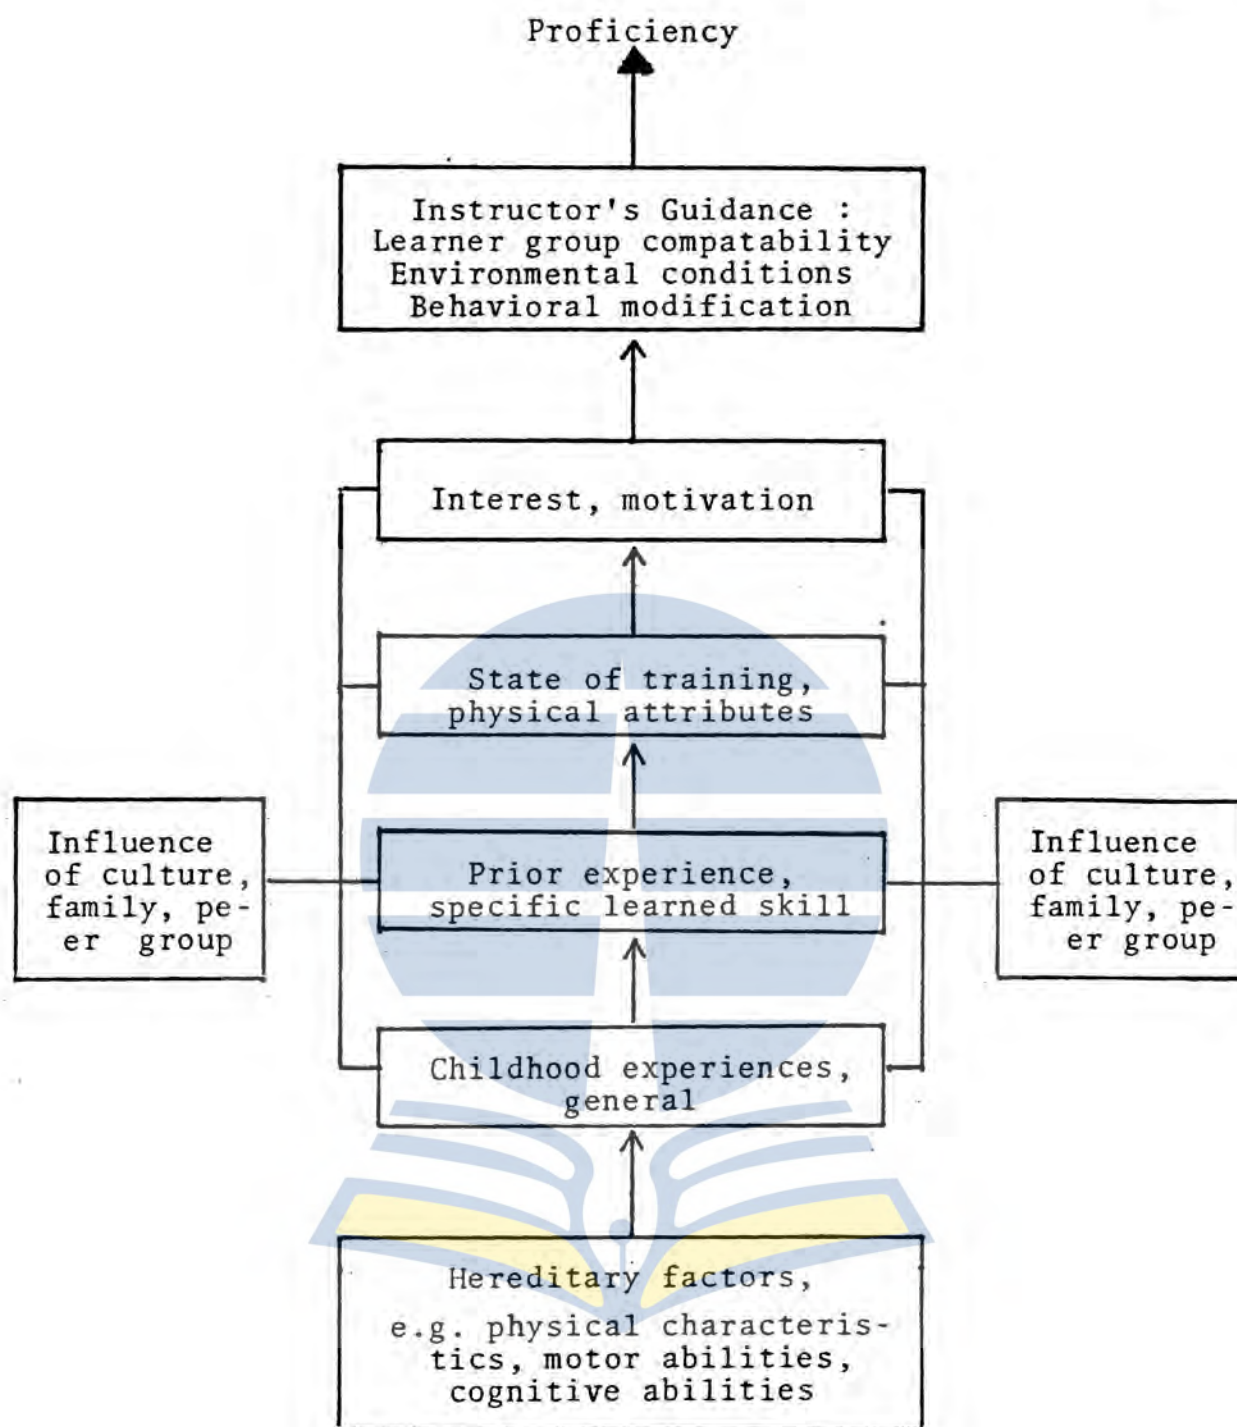 Proficiency
Instructor's Guidance :
Learner group compatability
Environmental conditions
Behavioral modification
Interest, motivation
State of training,
physical attributes
Influence
of culture,
family, pe-
er group
Prior experience,
specific learned skill
Influence
of culture,
family, pe-
er group
Childhood experiences,
general
Hereditary factors,
e.g. physical characteris-
tics, motor abilities,
cognitive abilities